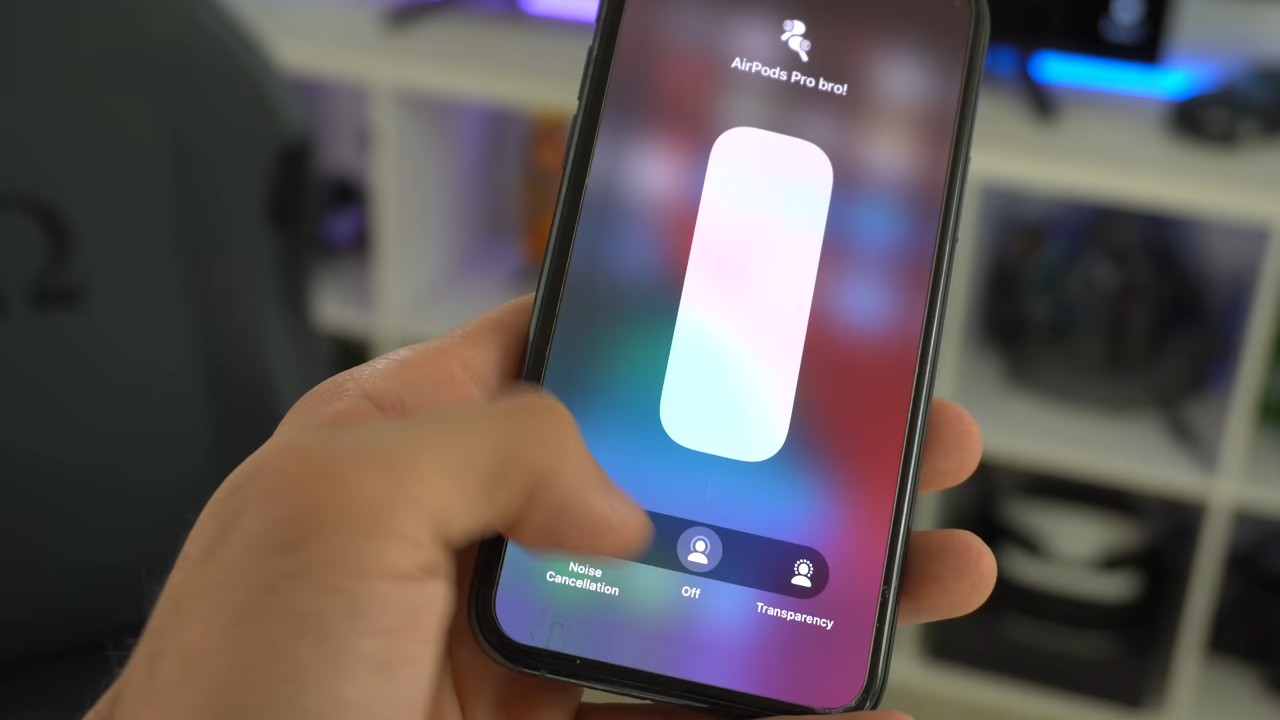 AirPods Pro bro!
Noise
Cancellation
Off
Transparency